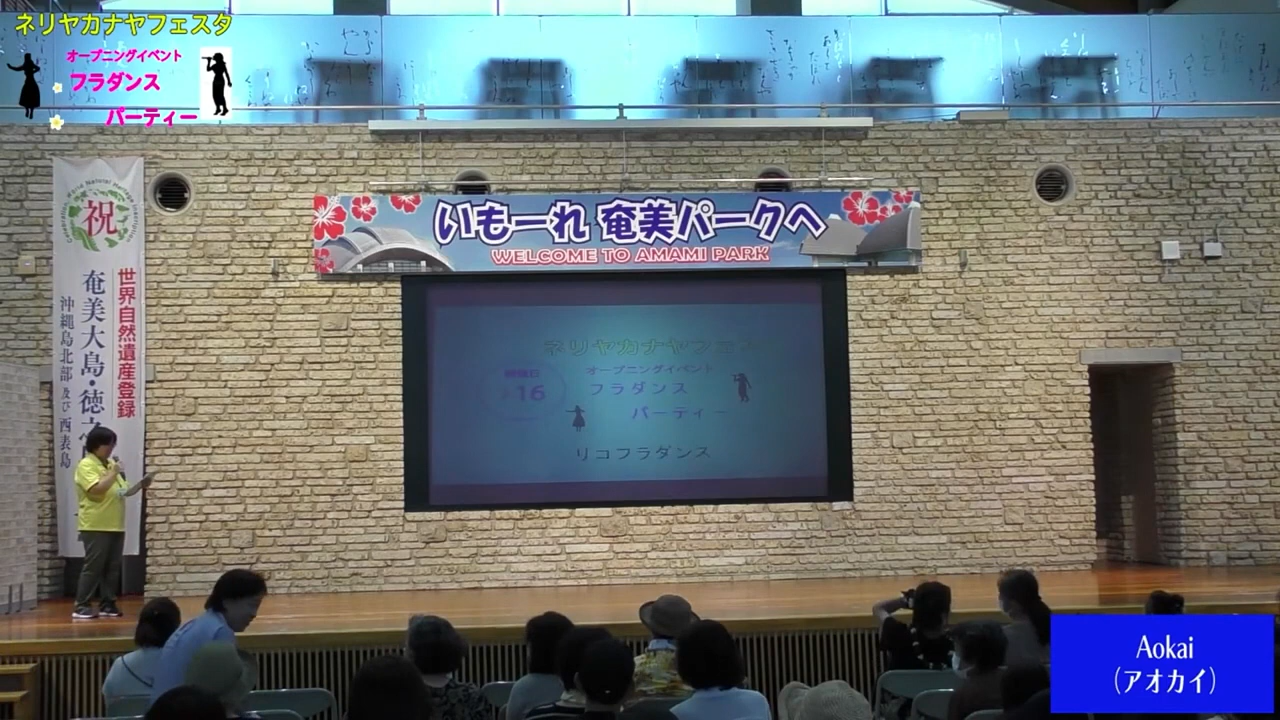 ネリヤカナヤフェスタ
オープニングイベント
フラダンス
パーティー
Celebration: World Natural Heritage Inscription
祝
世界自然遺産登録
奄美大島・徳之
沖縄島北部及び西表島
いもーれ 奄美パークへ
WELCOME TO AMAMI PARK
ネリヤカナヤフェ
オープニングイベント
16
フラダンス
パーティー
リコフラダンス
Aokai
(アオカイ)